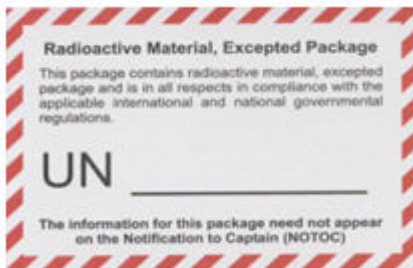 Radioactive Material, Excepted Package
This package contains radioactive material, excepted
package and is in all respects in compliance with the
applicable international and national governmental
regulations.
UN
The information for this package need not appear
on the Notification to Captain (NOTOC)